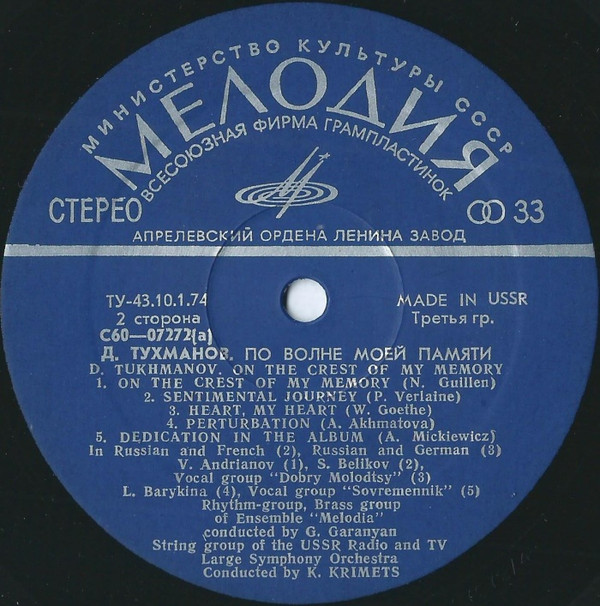 МИНИСТЕРСТВО КУЛЬТУРЫ СССР
МЕЛОДИЯ
ВСЕСОЮЗНАЯ ФИРМА ГРАМПЛАСТИНОК
СТЕРЕО
33
АПРЕЛЕВСКИЙ ОРДЕНА ЛЕНИНА ЗАВОД
ТУ-43.10.1.74
MADE IN USSR
2 сторона
Третья гр.
С60—07272(а)
Д. ТУХМАНОВ. ПО ВОЛНЕ МОЕЙ ПАМЯТИ
D. TUKHMANOV. ON THE CREST OF MY MEMORY
1. ON THE CREST OF MY MEMORY (N. Guillen)
2. SENTIMENTAL JOURNEY (P. Verlaine)
3. HEART, MY HEART (W. Goethe)
4. PERTURBATION (A. Akhmatova)
5. DEDICATION IN THE ALBUM (A. Mickiewicz)
In Russian and French (2), Russian and German (3)
V. Andrianov (1), S. Belikov (2),
Vocal group "Dobry Molodtsy" (3)
L. Barykina (4), Vocal group "Sovremennik" (5)
Rhythm-group, Brass group
of Ensemble "Melodia"
conducted by G. Garanyan
String group of the USSR Radio and TV
Large Symphony Orchestra
Conducted by K. KRIMETS